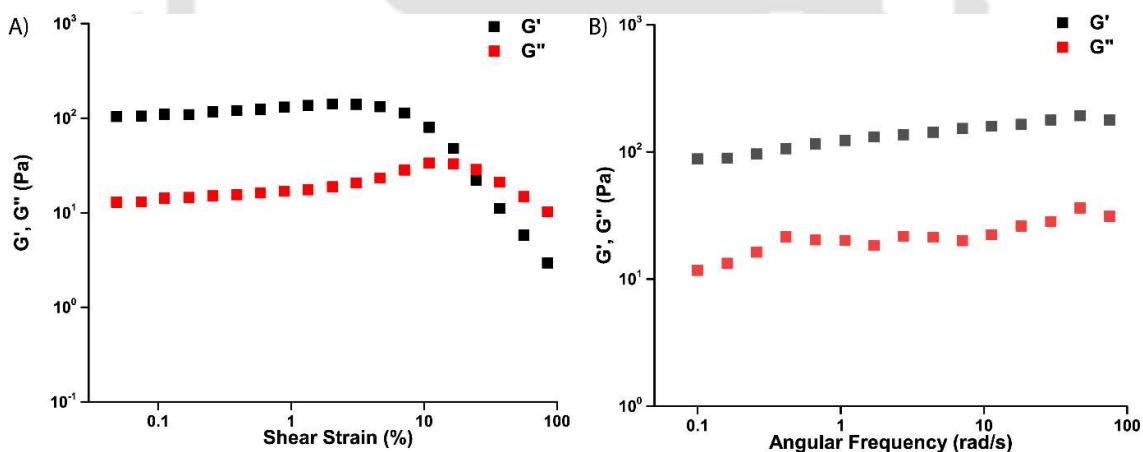 A)
G'
G"
10³
10²
10¹
10⁰
10⁻¹
G', G" (Pa)
0.1 1 10 100
Shear Strain (%)
B)
G'
G"
10³
10²
10¹
10⁰
G', G" (Pa)
0.1 1 10 100
Angular Frequency (rad/s)